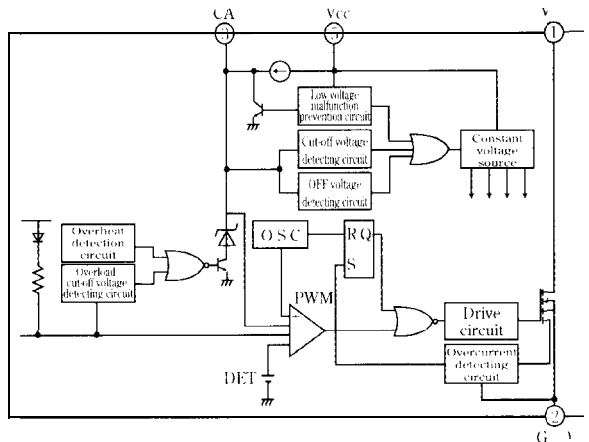 CA
Vcc
V
1
Low voltage
malfunction
prevention circuit
Cut-off voltage
detecting circuit
OFF voltage
detecting circuit
Constant
voltage
source
Overheat
detection
circuit
Overload
cut-off voltage
detecting circuit
OSC
R Q
S
PWM
Drive
circuit
Overcurrent
detecting
circuit
DET
2